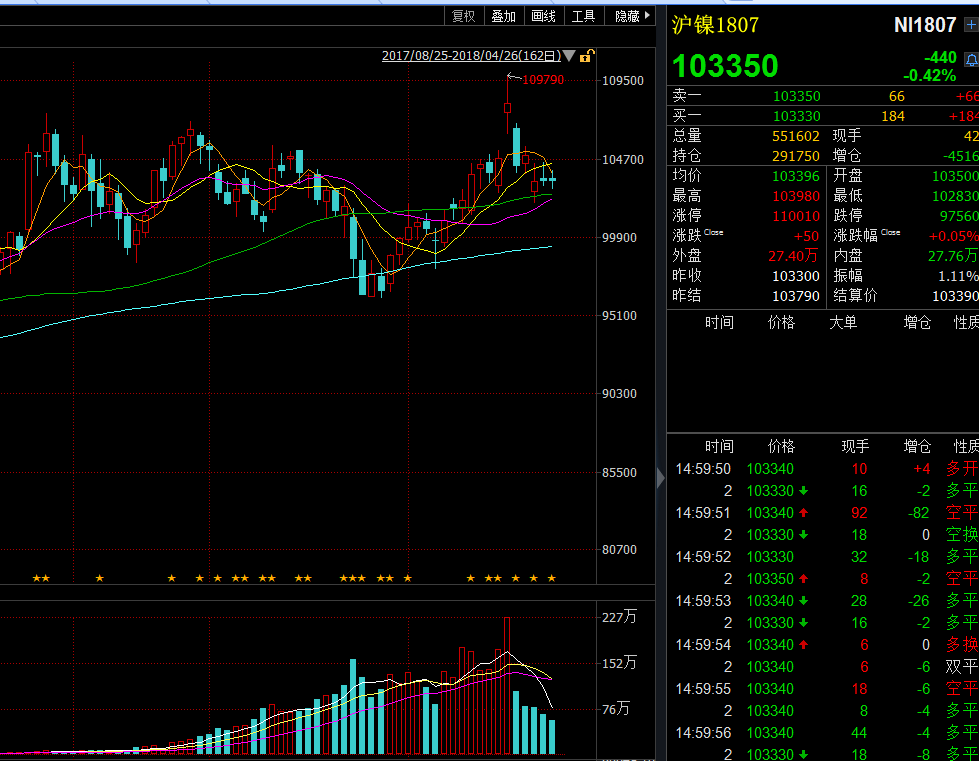 复权 叠加 画线 工具 隐藏
2017/08/25-2018/04/26(162日)
109790
109500
104700
99900
95100
90300
85500
80700
227万
152万
76万
沪镍1807 NI1807
103350 -440
-0.42%
卖一 103350 66 +66
买一 103330 184 +184
总量 551602 现手 42
持仓 291750 增仓 -4516
均价 103396 开盘 103500
最高 103980 最低 102830
涨停 110010 跌停 97560
涨跌Close +50 涨跌幅Close +0.05%
外盘 27.40万 内盘 27.76万
昨收 103300 振幅 1.11%
昨结 103790 结算价 103390
时间 价格 大单 增仓 性质
时间 价格 现手 增仓 性质
14:59:50 103340 10 +4 多开
2 103330 16 -2 多平
14:59:51 103340 92 -82 空平
2 103330 18 0 空换
14:59:52 103330 32 -18 多平
2 103350 8 -2 空平
14:59:53 103340 28 -26 多平
2 103330 16 -2 多平
14:59:54 103340 6 0 多换
2 103340 6 -6 双平
14:59:55 103340 18 -6 空平
2 103340 8 -4 多平
14:59:56 103340 44 -4 多平
2 103330 18 -8 多平